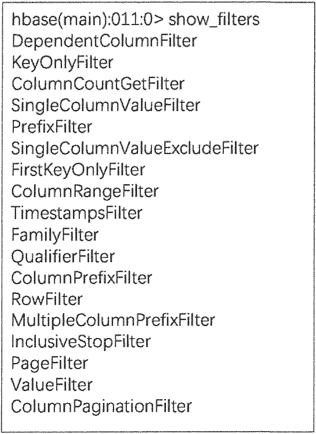 hbase(main):011:0> show_filters
DependentColumnFilter
KeyOnlyFilter
ColumnCountGetFilter
SingleColumnValueFilter
PrefixFilter
SingleColumnValueExcludeFilter
FirstKeyOnlyFilter
ColumnRangeFilter
TimestampsFilter
FamilyFilter
QualifierFilter
ColumnPrefixFilter
RowFilter
MultipleColumnPrefixFilter
InclusiveStopFilter
PageFilter
ValueFilter
ColumnPaginationFilter